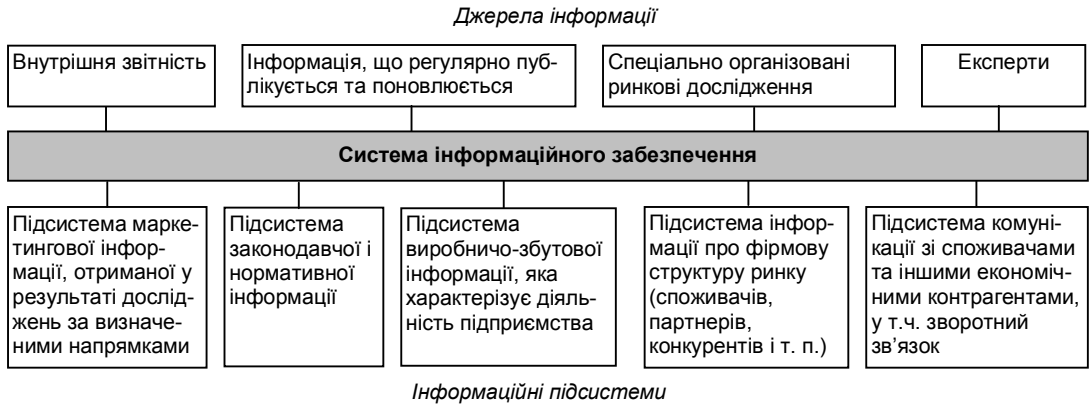 Джерела інформації
Внутрішня звітність
Інформація, що регулярно пуб-
лікується та поновлюється
Спеціально організовані
ринкові дослідження
Експерти
Система інформаційного забезпечення
Підсистема марке-
тингової інфор-
мації, отриманої у
результаті дослід-
жень за визначе-
ними напрямками
Підсистема
законодавчої і
нормативної
інформації
Підсистема
виробничо-збутової
інформації, яка
характерізує діяль-
ність підприємства
Підсистема інфор-
мації про фірмову
структуру ринку
(споживачів,
партнерів,
конкурентів і т. п.)
Підсистема комуні-
кації зі споживачами
та іншими економіч-
ними контрагентами,
у т.ч. зворотний
зв’язок
Інформаційні підсистеми